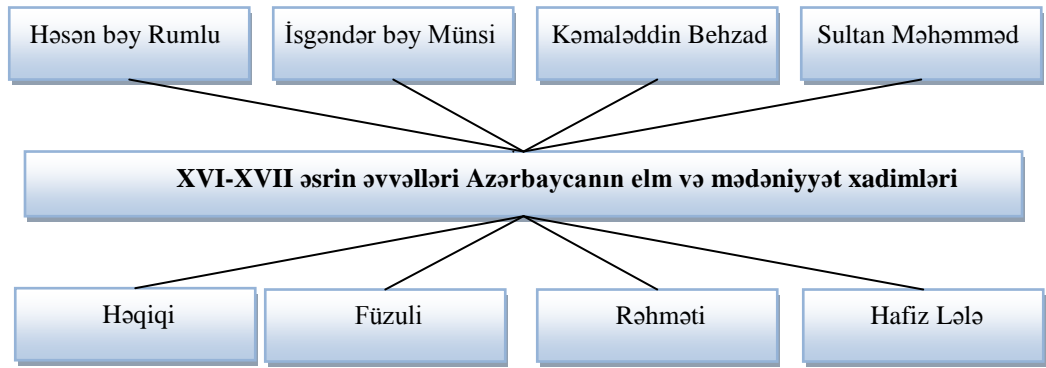 Həsən bəy Rumlu
İsgəndər bəy Münsi
Kəmaləddin Behzad
Sultan Məhəmməd
XVI-XVII əsrin əvvəlləri Azərbaycanın elm və mədəniyyət xadimləri
Həqiqi
Füzuli
Rəhməti
Hafiz Lələ